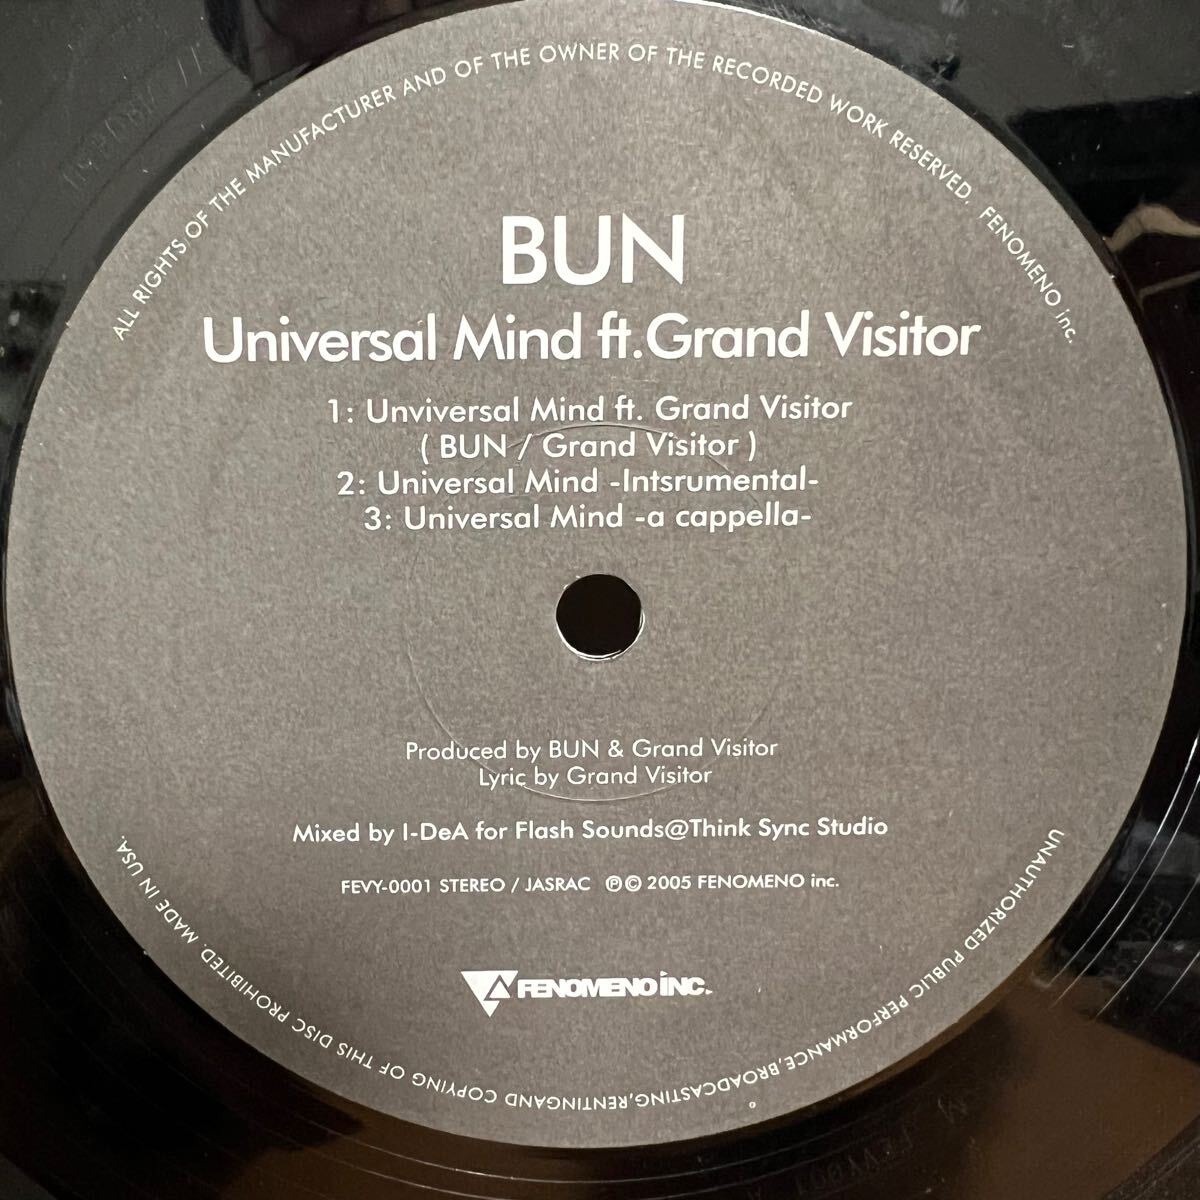 ALL RIGHTS OF THE MANUFACTURER AND OF THE OWNER OF THE RECORDED WORK RESERVED. FENOMENO inc.
BUN
Universal Mind ft.Grand Visitor
1: Unviversal Mind ft. Grand Visitor
( BUN / Grand Visitor )
2: Universal Mind -Intsrumental-
3: Universal Mind -a cappella-
Produced by BUN & Grand Visitor
Lyric by Grand Visitor
Mixed by I-DeA for Flash Sounds@Think Sync Studio
FEVY-0001 STEREO / JASRAC ℗© 2005 FENOMENO inc.
FENOMENO inc.
UNAUTHORIZED PUBLIC PERFORMANCE,BROADCASTING,RENTINGAND COPYING OF THIS DISC PROHIBITED. MADE IN USA.